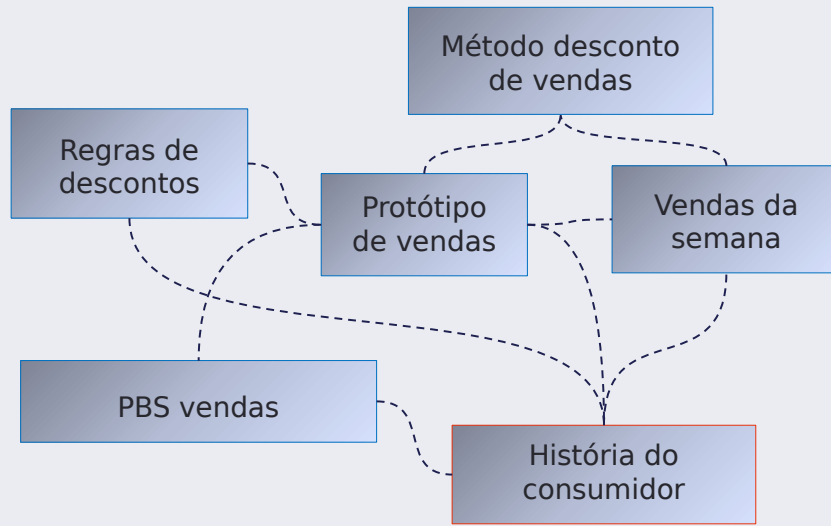 Método desconto
de vendas
Regras de
descontos
Protótipo
de vendas
Vendas da
semana
PBS vendas
História do
consumidor